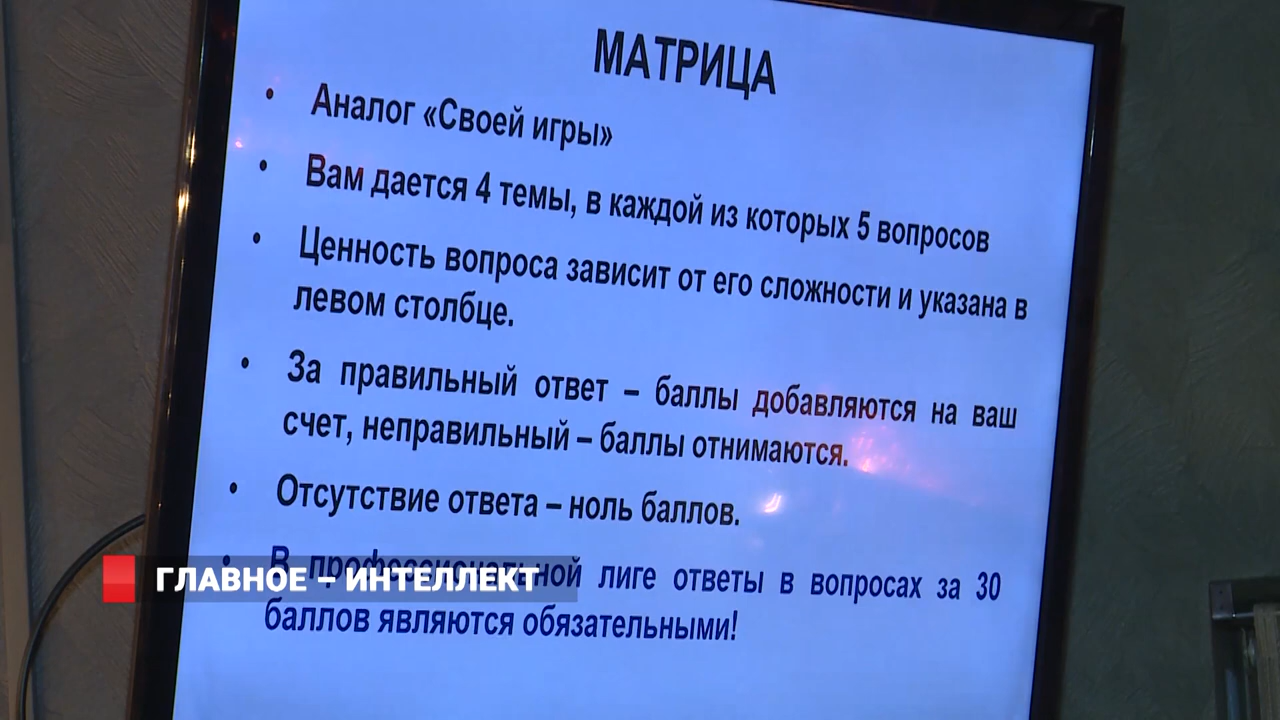 МАТРИЦА
• Аналог «Своей игры»
• Вам дается 4 темы, в каждой из которых 5 вопросов
• Ценность вопроса зависит от его сложности и указана в
левом столбце.
• За правильный ответ – баллы добавляются на ваш
счет, неправильный – баллы отнимаются.
• Отсутствие ответа – ноль баллов.
• В профессиональной лиге ответы в вопросах за 30
баллов являются обязательными!
ГЛАВНОЕ – ИНТЕЛЛЕКТ